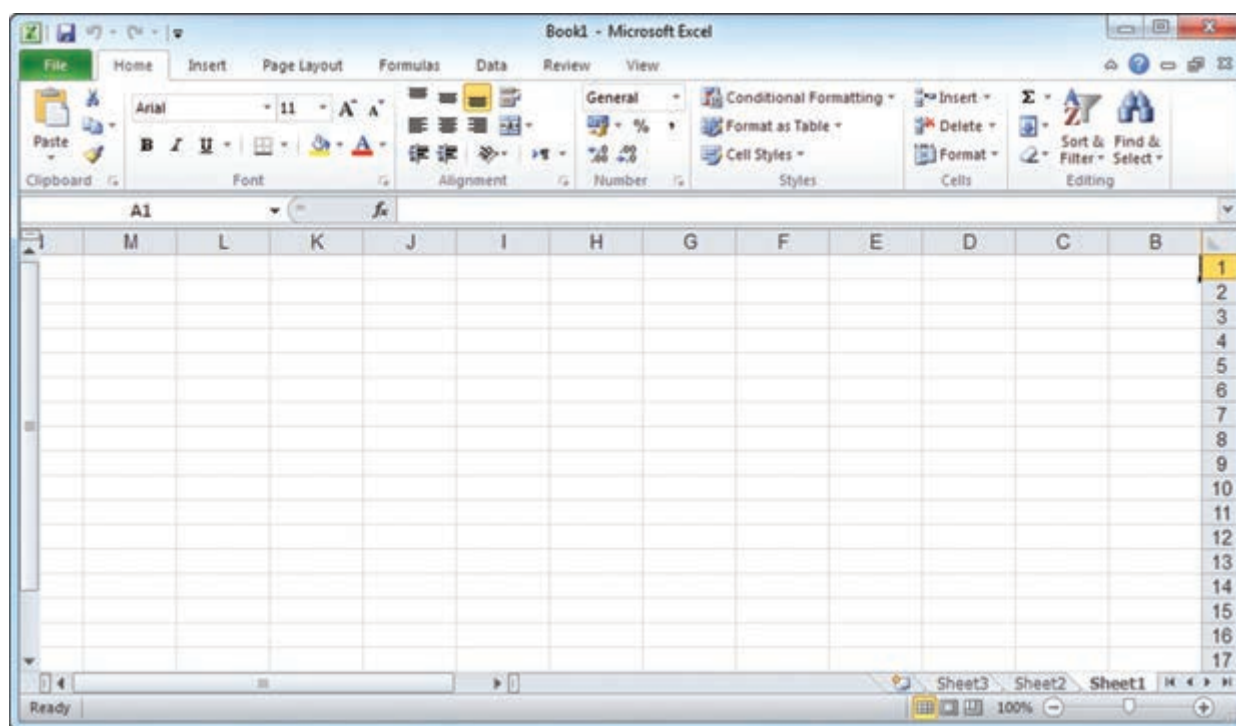 Book1 - Microsoft Excel
File Home Insert Page Layout Formulas Data Review View
Arial 11 A A General Conditional Formatting Insert Σ
Paste % , Format as Table Delete Sort & Find &
B I U A Cell Styles Format Filter Select
Clipboard Font Alignment Number Styles Cells Editing
A1 fx
M L K J I H G F E D C B
1
2
3
4
5
6
7
8
9
10
11
12
13
14
15
16
17
Sheet3 Sheet2 Sheet1
Ready 100%